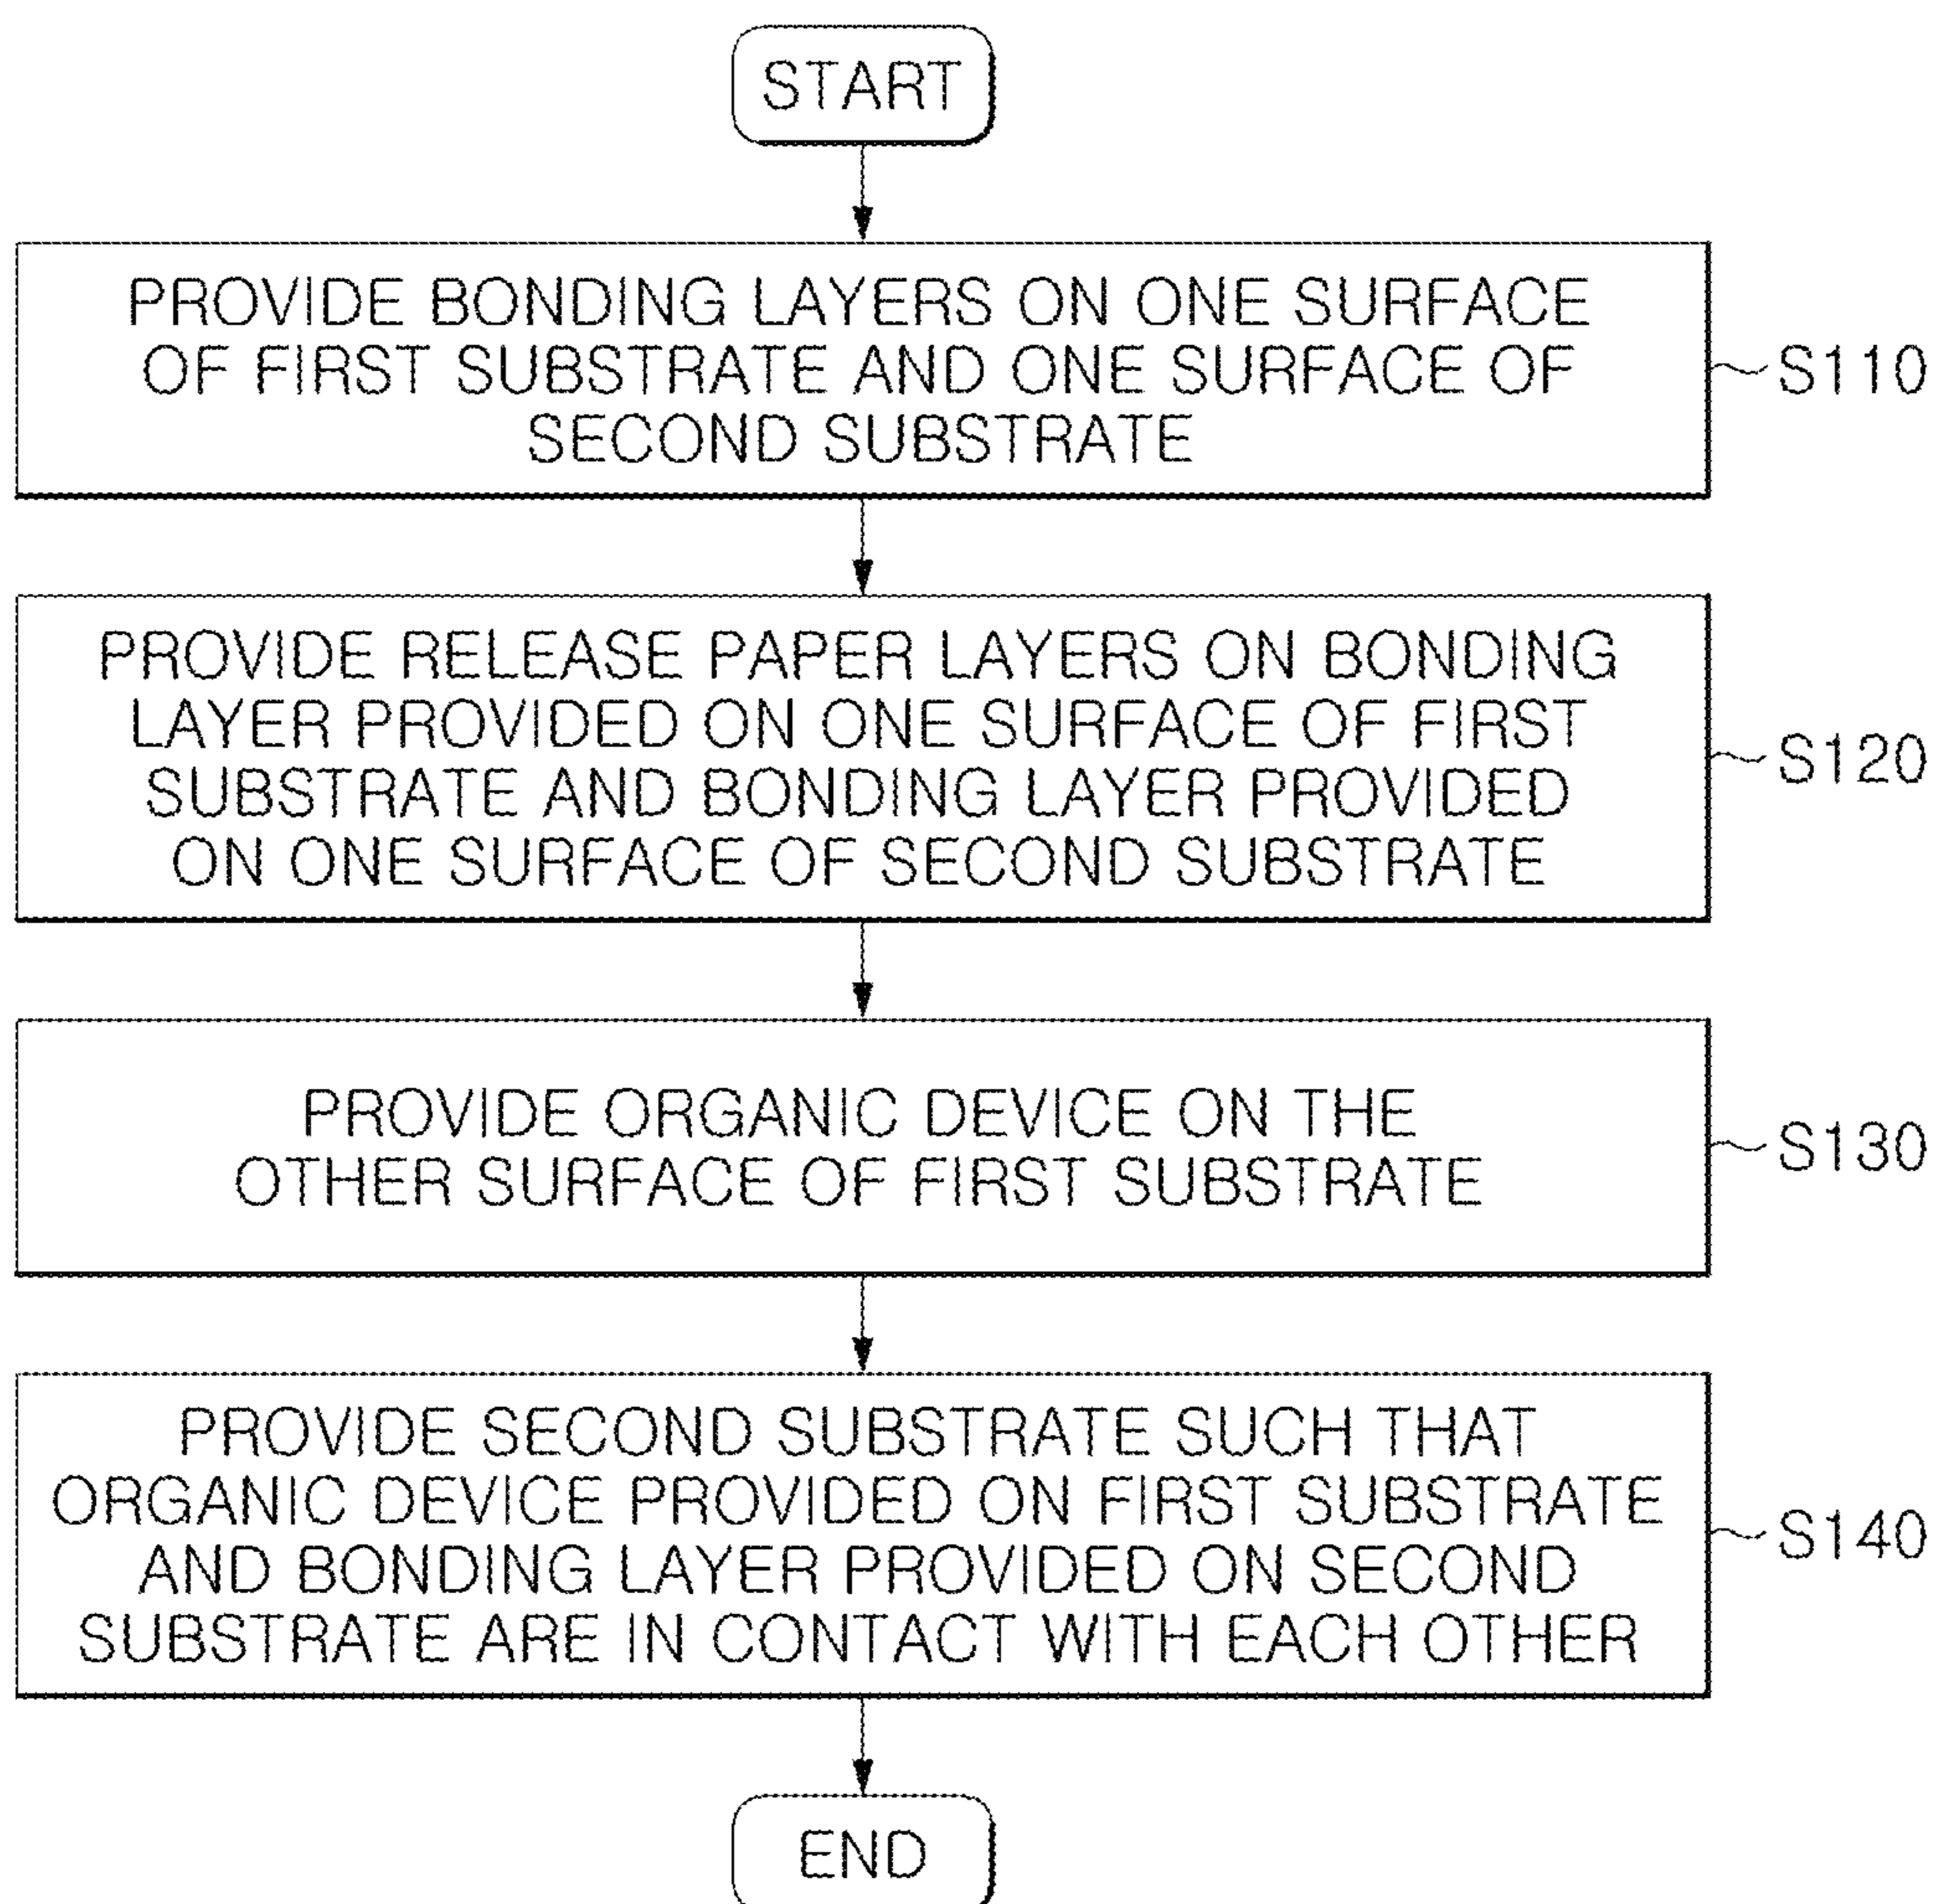 START
PROVIDE BONDING LAYERS ON ONE SURFACE
OF FIRST SUBSTRATE AND ONE SURFACE OF
SECOND SUBSTRATE
S110
PROVIDE RELEASE PAPER LAYERS ON BONDING
LAYER PROVIDED ON ONE SURFACE OF FIRST
SUBSTRATE AND BONDING LAYER PROVIDED
ON ONE SURFACE OF SECOND SUBSTRATE
S120
PROVIDE ORGANIC DEVICE ON THE
OTHER SURFACE OF FIRST SUBSTRATE
S130
PROVIDE SECOND SUBSTRATE SUCH THAT
ORGANIC DEVICE PROVIDED ON FIRST SUBSTRATE
AND BONDING LAYER PROVIDED ON SECOND
SUBSTRATE ARE IN CONTACT WITH EACH OTHER
S140
END